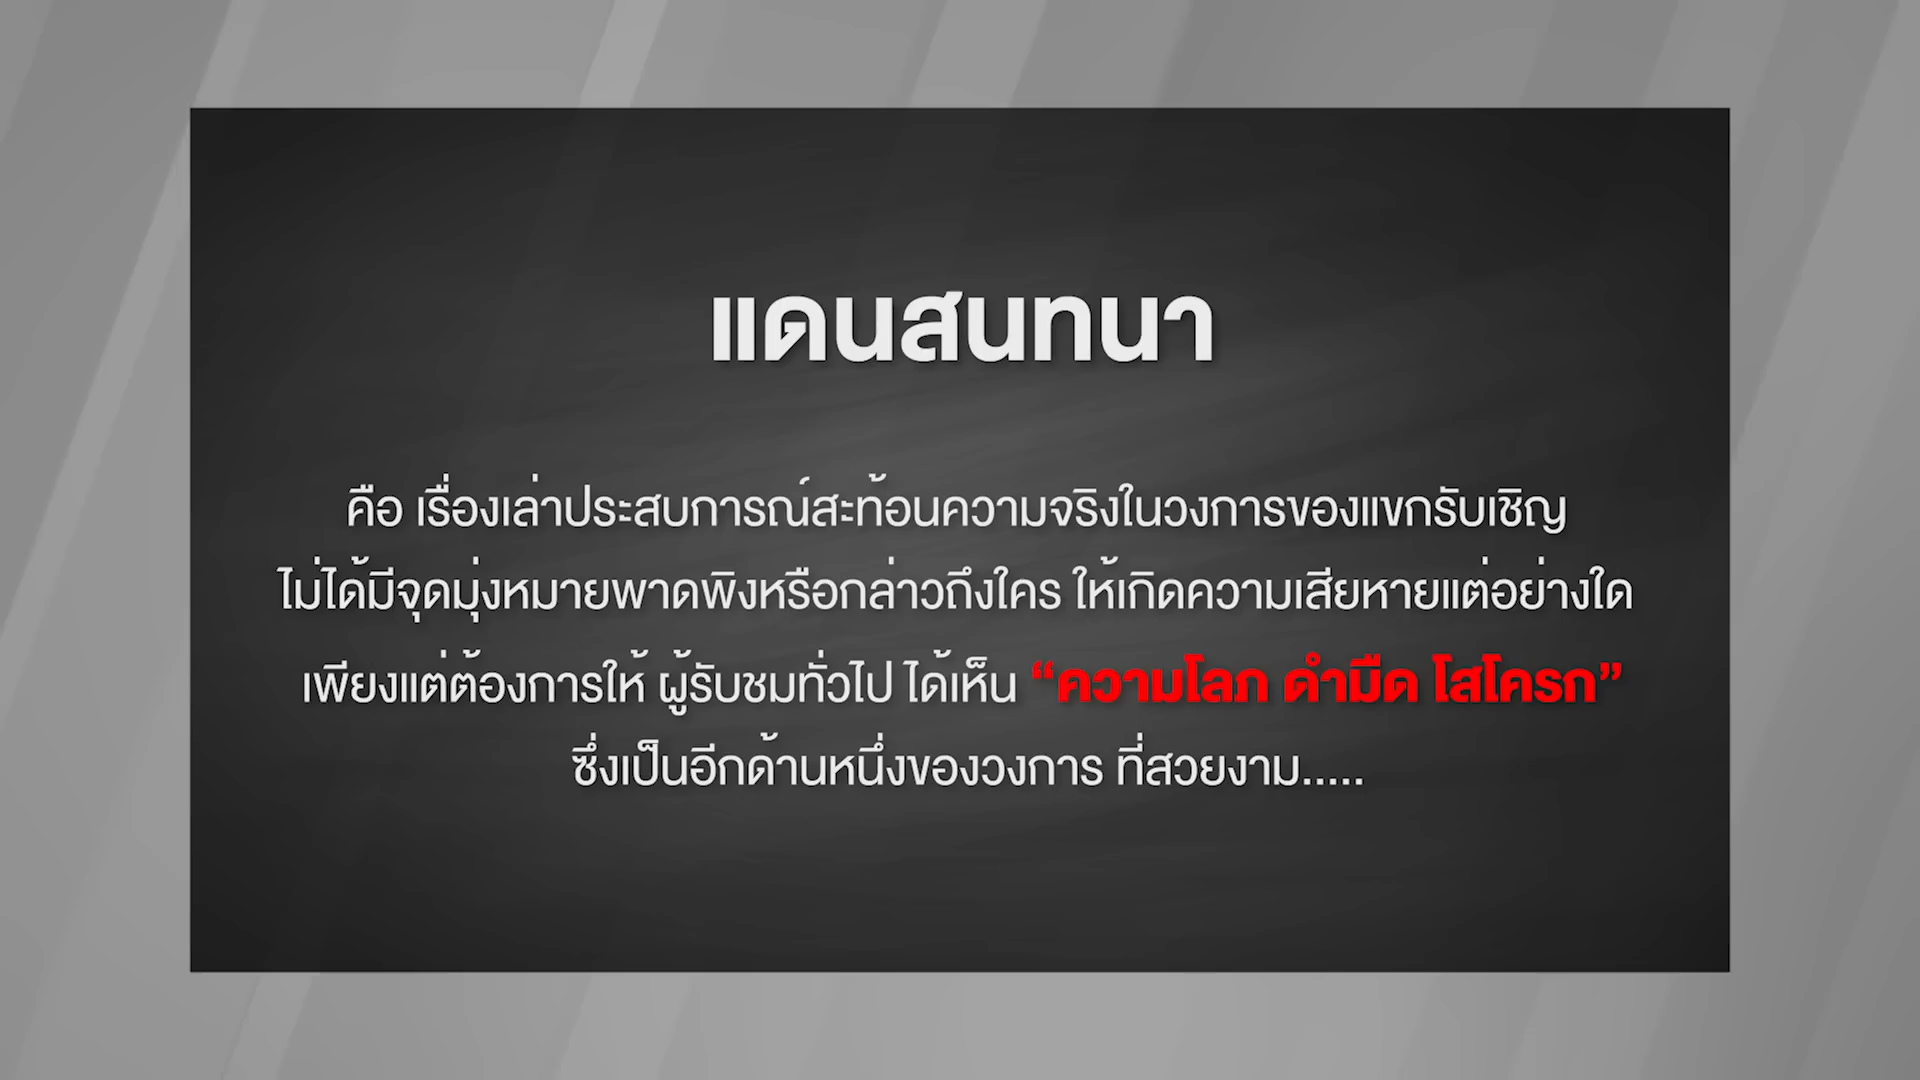 แดนสนทนา
คือ เรื่องเล่าประสบการณ์สะท้อนความจริงในวงการของแขกรับเชิญ
ไม่ได้มีจุดมุ่งหมายพาดพิงหรือกล่าวถึงใคร ให้เกิดความเสียหายแต่อย่างใด
เพียงแต่ต้องการให้ ผู้รับชมทั่วไป ได้เห็น “ความโลภ ดำมืด โสโครก”
ซึ่งเป็นอีกด้านหนึ่งของวงการ ที่สวยงาม.....